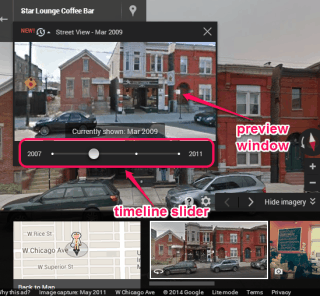 Star Lounge Coffee Bar
NEW! Street View - Mar 2009
Currently shown: Mar 2009
preview
window
2007
2011
timeline slider
Hide imagery
W Rice St
W Chicago Ave
W Superior St
Back to Map
Why this ad?
Image capture: May 2011
W Chicago Ave
© 2014 Google
Lite mode
Terms
Privacy